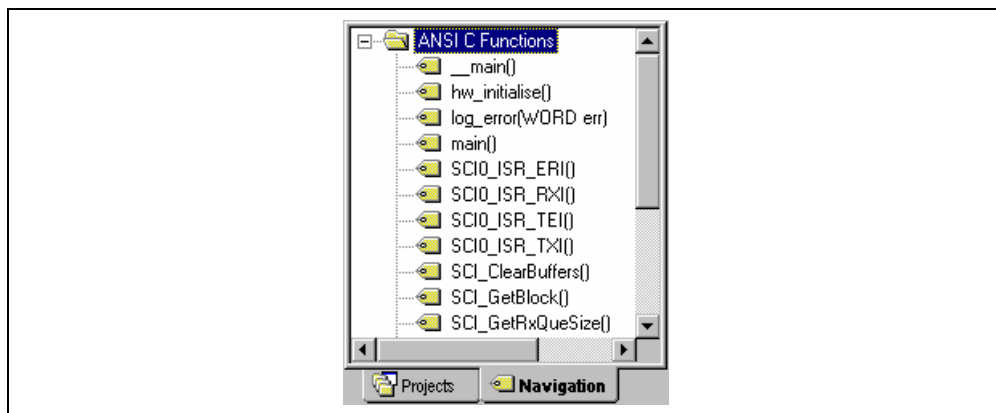 ANSI C Functions
__main()
hw_initialise()
log_error(WORD err)
main()
SCI0_ISR_ERI()
SCI0_ISR_RXI()
SCI0_ISR_TEI()
SCI0_ISR_TXI()
SCI_ClearBuffers()
SCI_GetBlock()
SCI_GetRxQueSize()
Projects Navigation